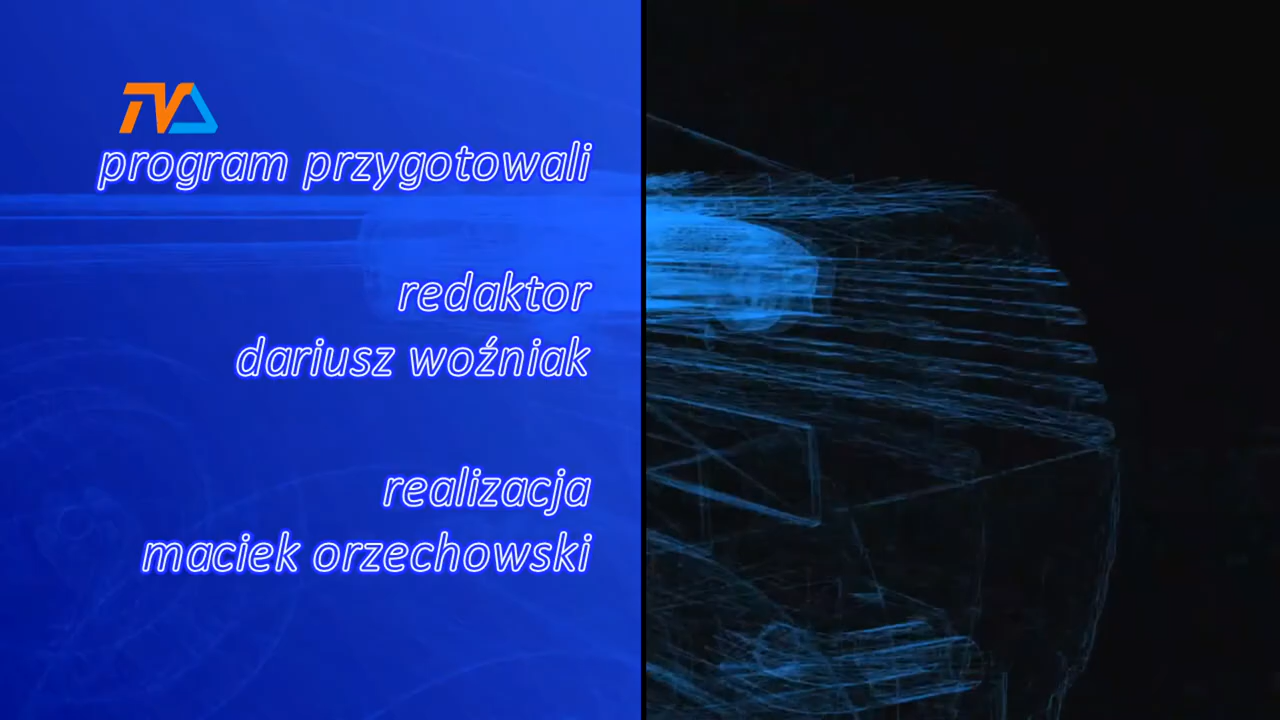 TVA
program przygotowali
redaktor
dariusz woźniak
realizacja
maciek orzechowski